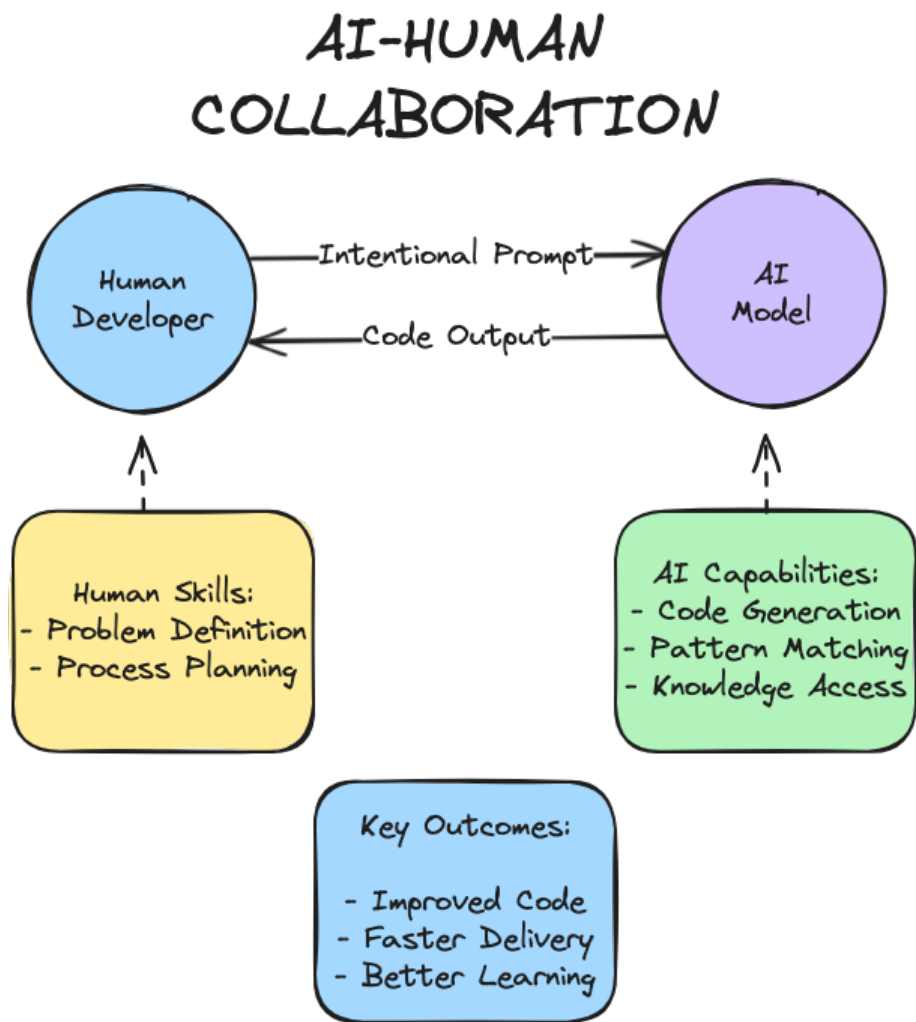 AI-HUMAN
COLLABORATION
Human
Developer
Intentional Prompt
Code Output
AI
Model
Human Skills:
- Problem Definition
- Process Planning
AI Capabilities:
- Code Generation
- Pattern Matching
- Knowledge Access
Key Outcomes:
- Improved Code
- Faster Delivery
- Better Learning